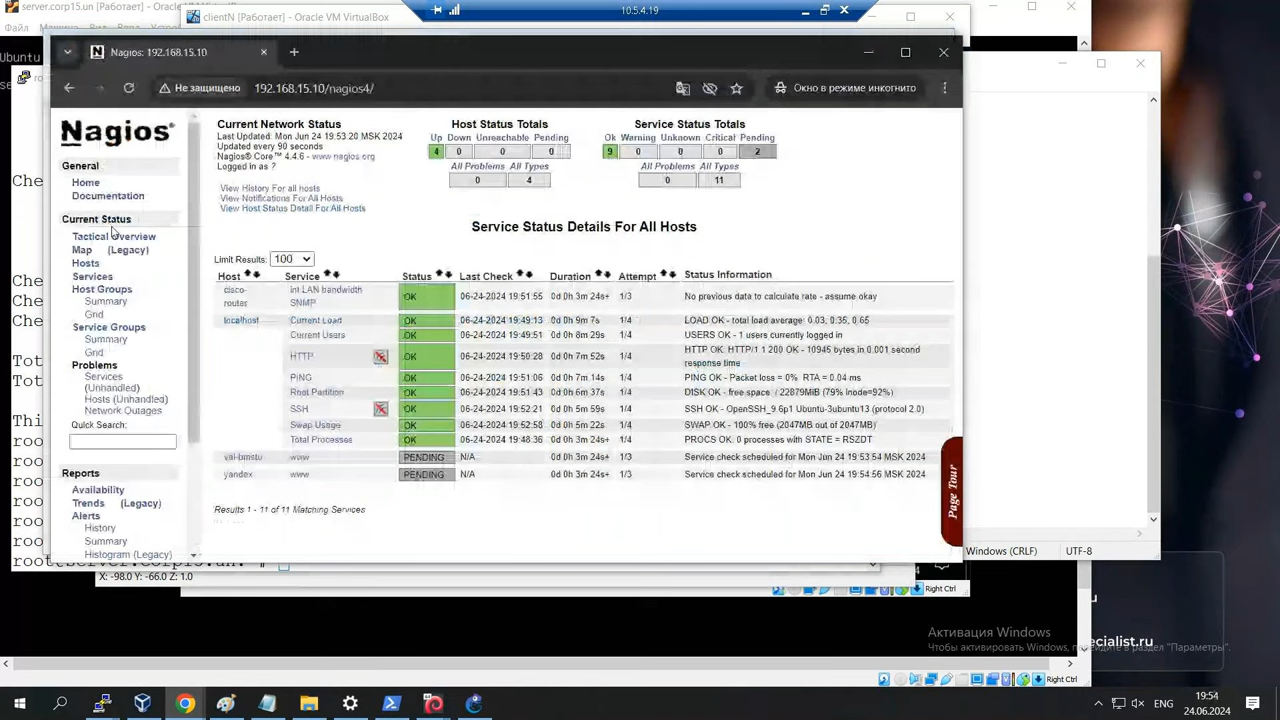 server.corp15.un [Работает] - Oracle VM VirtualBox
clientN [Работает] - Oracle VM VirtualBox
10.5.4.19
Файл
Ubuntu
Nagios: 192.168.15.10
Не защищено
192.168.15.10/nagios4/
Окно в режиме инкогнито
Nagios
General
Home
Documentation
Current Status
Tactical Overview
Map (Legacy)
Hosts
Services
Host Groups
Summary
Grid
Service Groups
Summary
Grid
Problems
Services
(Unhandled)
Hosts (Unhandled)
Network Outages
Quick Search:
Reports
Availability
Trends (Legacy)
Alerts
History
Summary
Histogram (Legacy)
Current Network Status
Last Updated: Mon Jun 24 19:53:20 MSK 2024
Updated every 90 seconds
Nagios® Core™ 4.4.6 - www.nagios.org
Logged in as ?
View History For all hosts
View Notifications For All Hosts
View Host Status Detail For All Hosts
Host Status Totals
Up Down Unreachable Pending
4 0 0 0
All Problems All Types
0 4
Service Status Totals
Ok Warning Unknown Critical Pending
9 0 0 0 2
All Problems All Types
0 11
Service Status Details For All Hosts
Limit Results: 100
Host Service Status Last Check Duration Attempt Status Information
cisco-router int LAN bandwidth SNMP OK 06-24-2024 19:51:55 0d 0h 3m 24s+ 1/3 No previous data to calculate rate - assume okay
localhost Current Load OK 06-24-2024 19:49:13 0d 0h 9m 7s 1/4 LOAD OK - total load average: 0.03, 0.35, 0.65
Current Users OK 06-24-2024 19:49:51 0d 0h 8m 29s 1/4 USERS OK - 1 users currently logged in
HTTP OK 06-24-2024 19:50:28 0d 0h 7m 52s 1/4 HTTP OK: HTTP/1.1 200 OK - 10945 bytes in 0.001 second response time
PING OK 06-24-2024 19:51:06 0d 0h 7m 14s 1/4 PING OK - Packet loss = 0%, RTA = 0.04 ms
Root Partition OK 06-24-2024 19:51:43 0d 0h 6m 37s 1/4 DISK OK - free space: / 22879MiB (79% inode=92%)
SSH OK 06-24-2024 19:52:21 0d 0h 5m 59s 1/4 SSH OK - OpenSSH_9.6p1 Ubuntu-3ubuntu13 (protocol 2.0)
Swap Usage OK 06-24-2024 19:52:58 0d 0h 5m 22s 1/4 SWAP OK - 100% free (2047MB out of 2047MB)
Total Processes OK 06-24-2024 19:48:36 0d 0h 3m 24s+ 1/4 PROCS OK: 0 processes with STATE = RSZDT
val-bmstu www PENDING N/A 0d 0h 3m 24s+ 1/3 Service check scheduled for Mon Jun 24 19:53:54 MSK 2024
yandex www PENDING N/A 0d 0h 3m 24s+ 1/3 Service check scheduled for Mon Jun 24 19:54:56 MSK 2024
Results 1 - 11 of 11 Matching Services
Page Tour
Che
Che
Che
Tot
Tot
Thi
roo
roo
roo
roo
roo
root@server.corp15.un: ~ #
X: -98.0 Y: -66.0 Z: 1.0
Windows (CRLF) UTF-8
Right Ctrl
u
ecialist.ru
Активация Windows
Чтобы активировать Windows, перейдите в раздел "Параметры".
Right Ctrl
ENG
19:54
24.06.2024